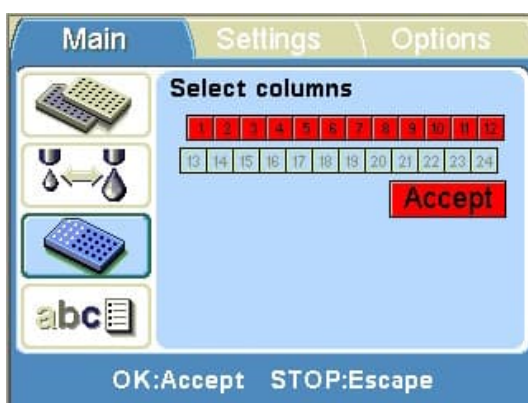 Main Settings Options
Select columns
1 2 3 4 5 6 7 8 9 10 11 12
13 14 15 16 17 18 19 20 21 22 23 24
Accept
abc
OK:Accept STOP:Escape